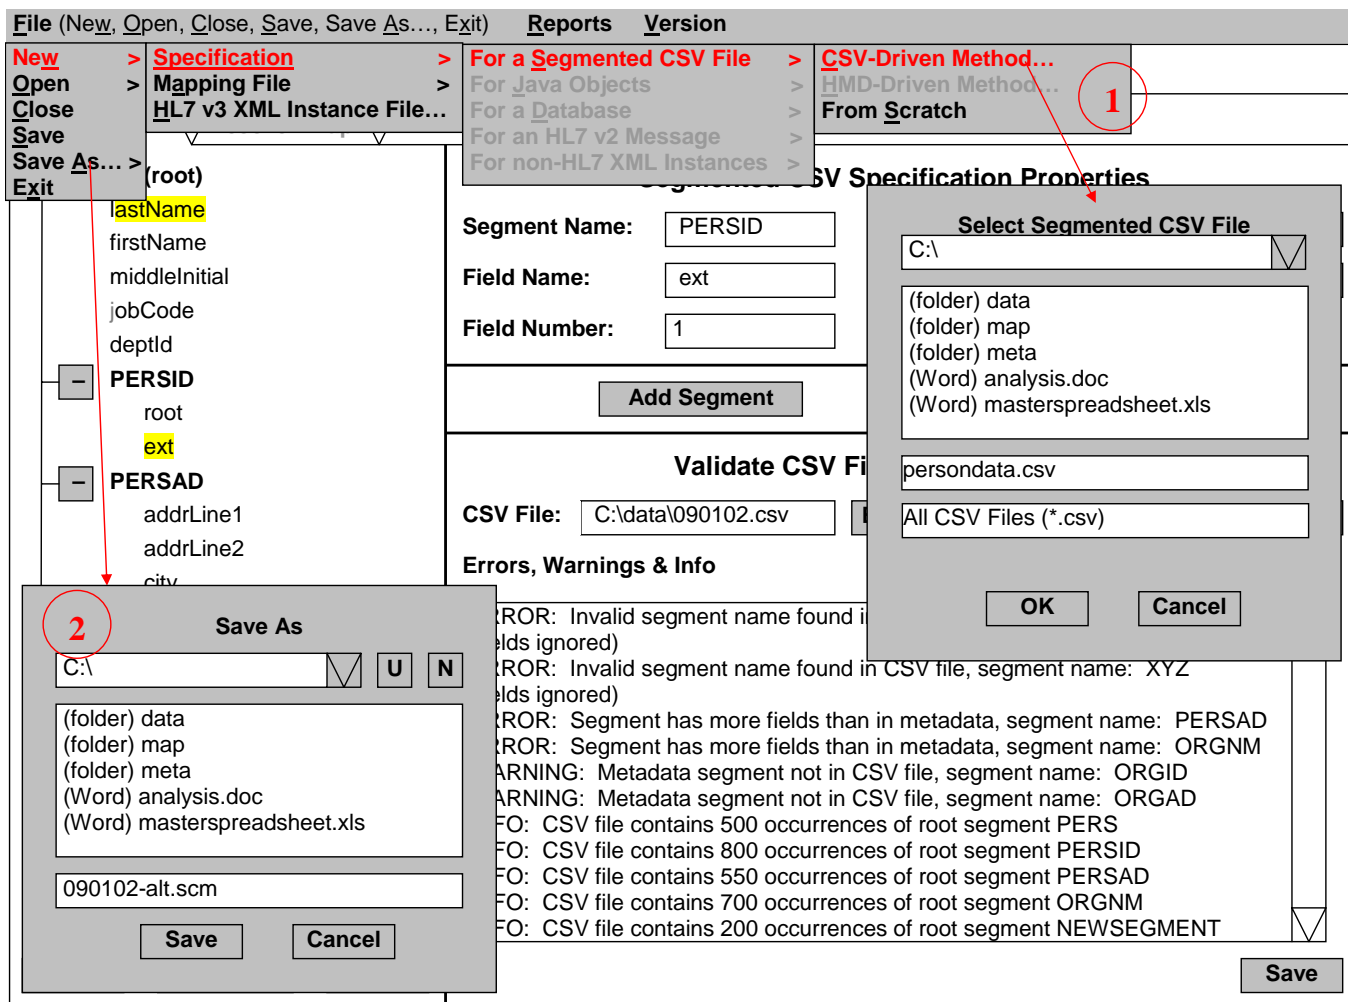 File (New, Open, Close, Save, Save As…, Exit) Reports Version
New >
Open >
Close
Save
Save As… >
Exit
Specification >
Mapping File >
HL7 v3 XML Instance File…
For a Segmented CSV File >
For Java Objects >
For a Database >
For an HL7 v2 Message >
For non-HL7 XML Instances >
CSV-Driven Method…
HMD-Driven Method…
From Scratch
1
(root)
lastName
firstName
middleInitial
jobCode
deptId
– PERSID
root
ext
– PERSAD
addrLine1
addrLine2
city
Segmented CSV Specification Properties
Segment Name: PERSID
Field Name: ext
Field Number: 1
Add Segment
Validate CSV Fi
CSV File: C:\data\090102.csv
Errors, Warnings & Info
RROR: Invalid segment name found i
elds ignored)
RROR: Invalid segment name found in CSV file, segment name: XYZ
elds ignored)
RROR: Segment has more fields than in metadata, segment name: PERSAD
RROR: Segment has more fields than in metadata, segment name: ORGNM
ARNING: Metadata segment not in CSV file, segment name: ORGID
ARNING: Metadata segment not in CSV file, segment name: ORGAD
FO: CSV file contains 500 occurrences of root segment PERS
FO: CSV file contains 800 occurrences of root segment PERSID
FO: CSV file contains 550 occurrences of root segment PERSAD
FO: CSV file contains 700 occurrences of root segment ORGNM
FO: CSV file contains 200 occurrences of root segment NEWSEGMENT
Save
Select Segmented CSV File
C:\
(folder) data
(folder) map
(folder) meta
(Word) analysis.doc
(Word) masterspreadsheet.xls
persondata.csv
All CSV Files (*.csv)
OK Cancel
2
Save As
C:\ U N
(folder) data
(folder) map
(folder) meta
(Word) analysis.doc
(Word) masterspreadsheet.xls
090102-alt.scm
Save Cancel